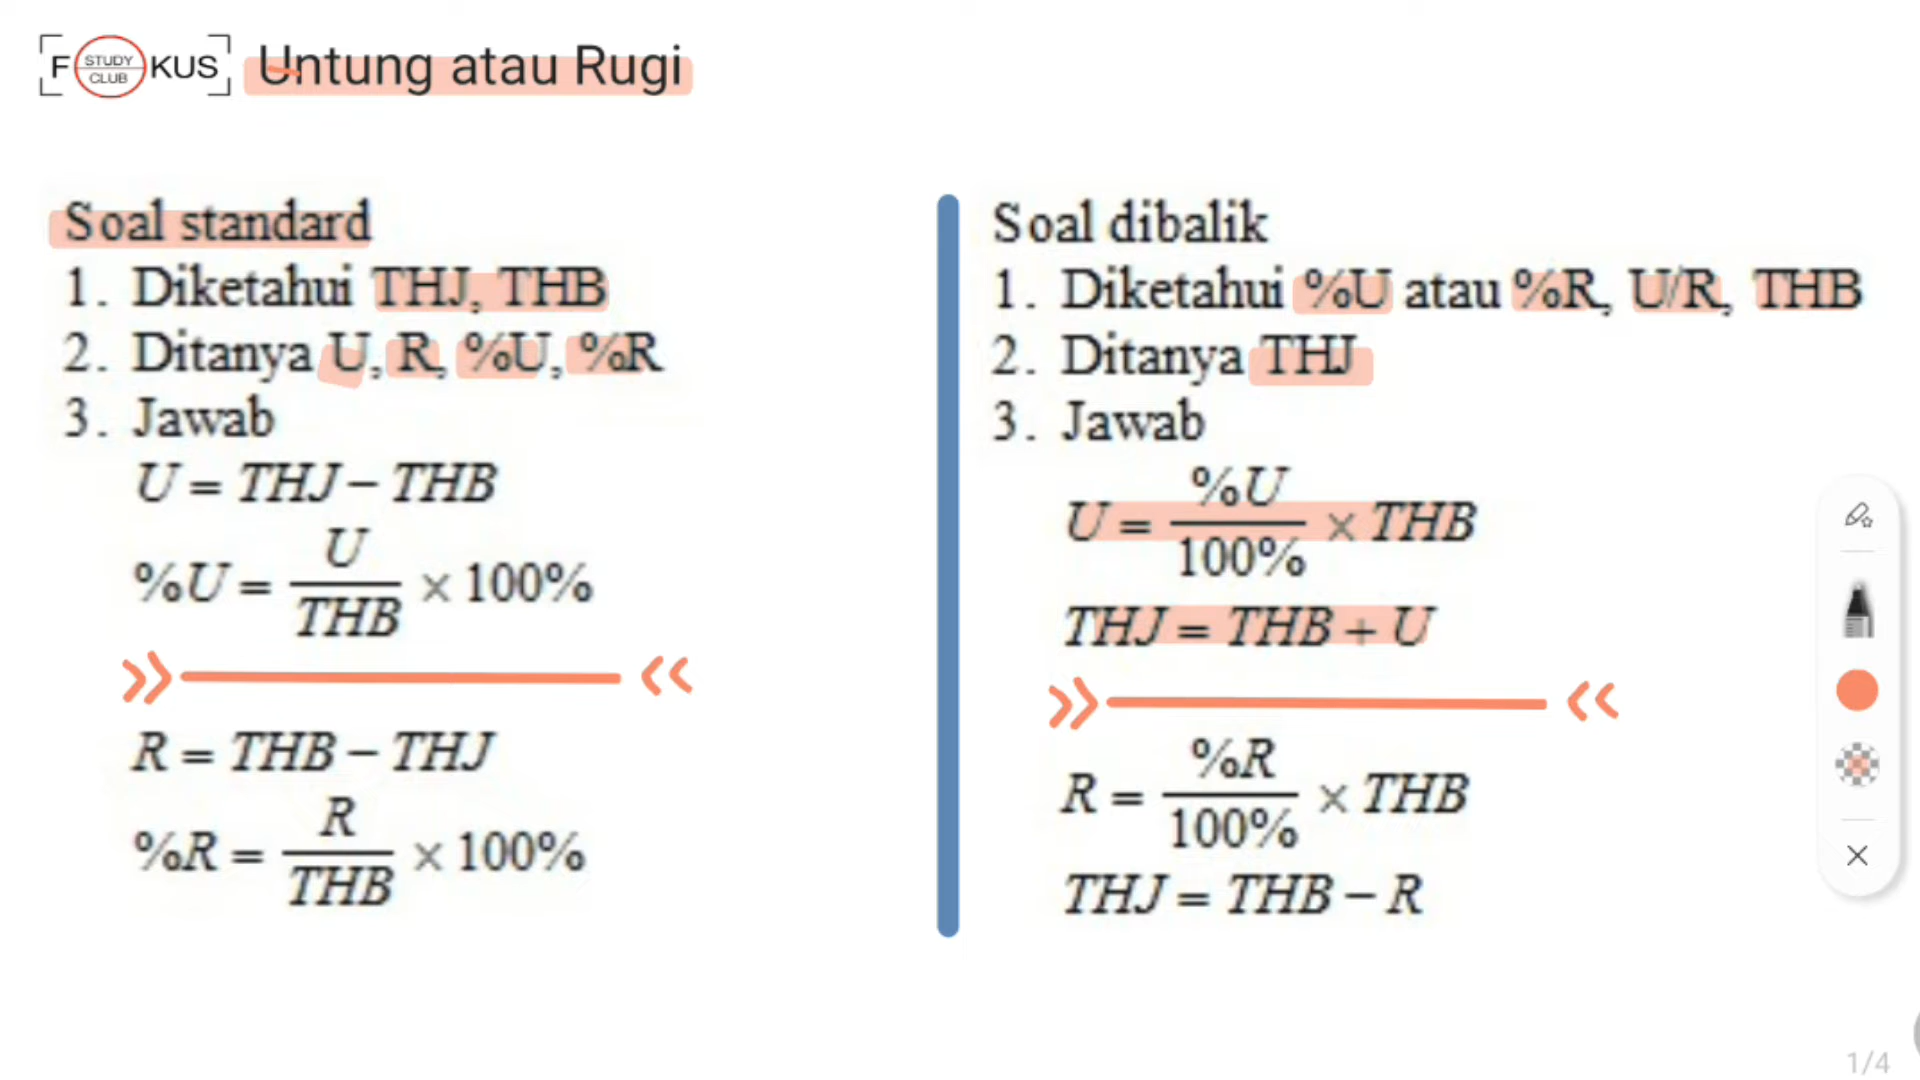 FOKUS STUDY CLUB Untung atau Rugi
Soal standard
1. Diketahui THJ, THB
2. Ditanya U, R, %U, %R
3. Jawab
U = THJ − THB
%U = U/THB × 100%
R = THB − THJ
%R = R/THB × 100%
Soal dibalik
1. Diketahui %U atau %R, U/R, THB
2. Ditanya THJ
3. Jawab
U = %U/100% × THB
THJ = THB + U
R = %R/100% × THB
THJ = THB − R
1/4